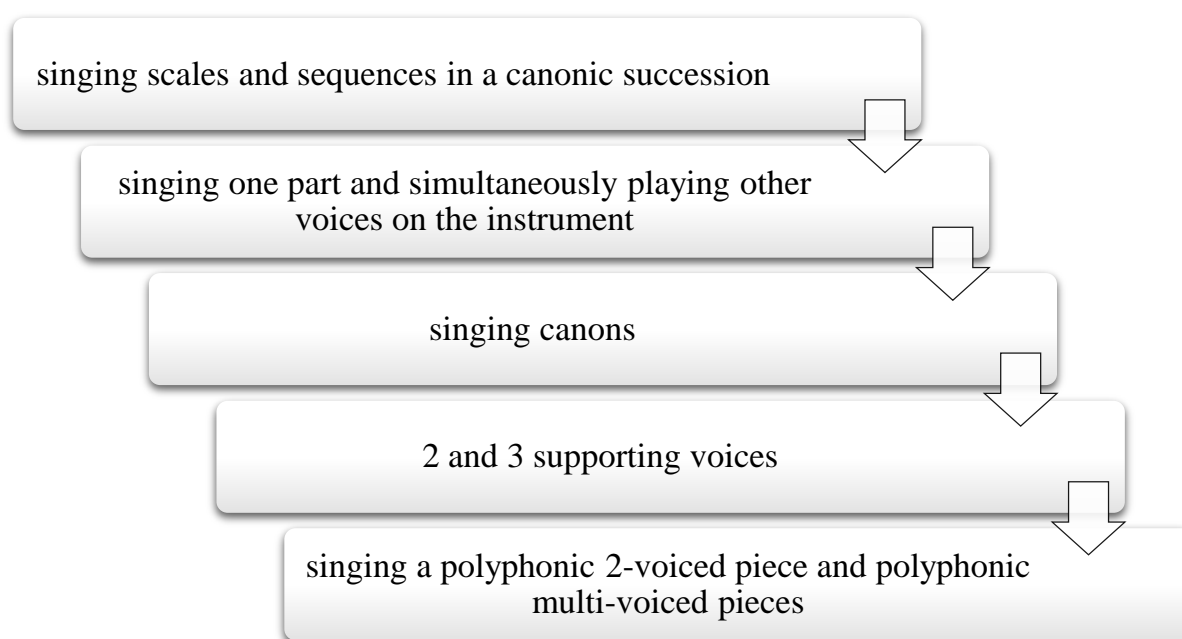 singing scales and sequences in a canonic succession
singing one part and simultaneously playing other
voices on the instrument
singing canons
2 and 3 supporting voices
singing a polyphonic 2-voiced piece and polyphonic
multi-voiced pieces